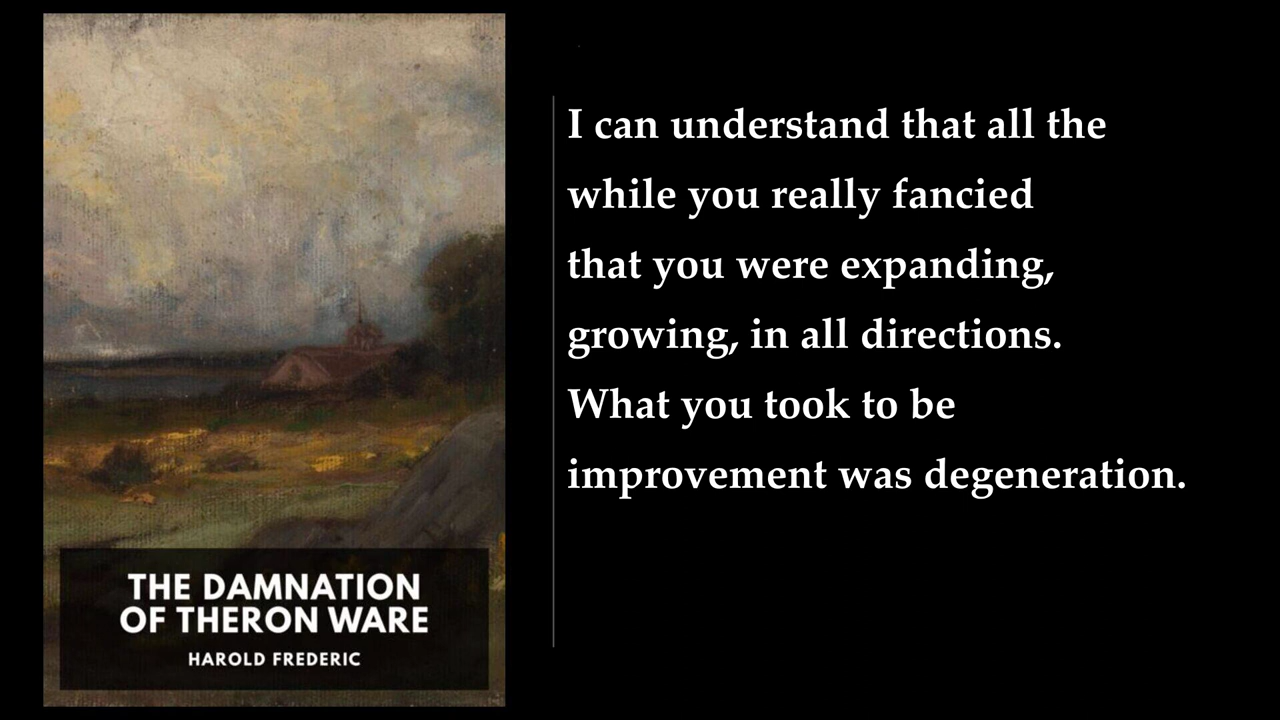 THE DAMNATION
OF THERON WARE
HAROLD FREDERIC
I can understand that all the
while you really fancied
that you were expanding,
growing, in all directions.
What you took to be
improvement was degeneration.